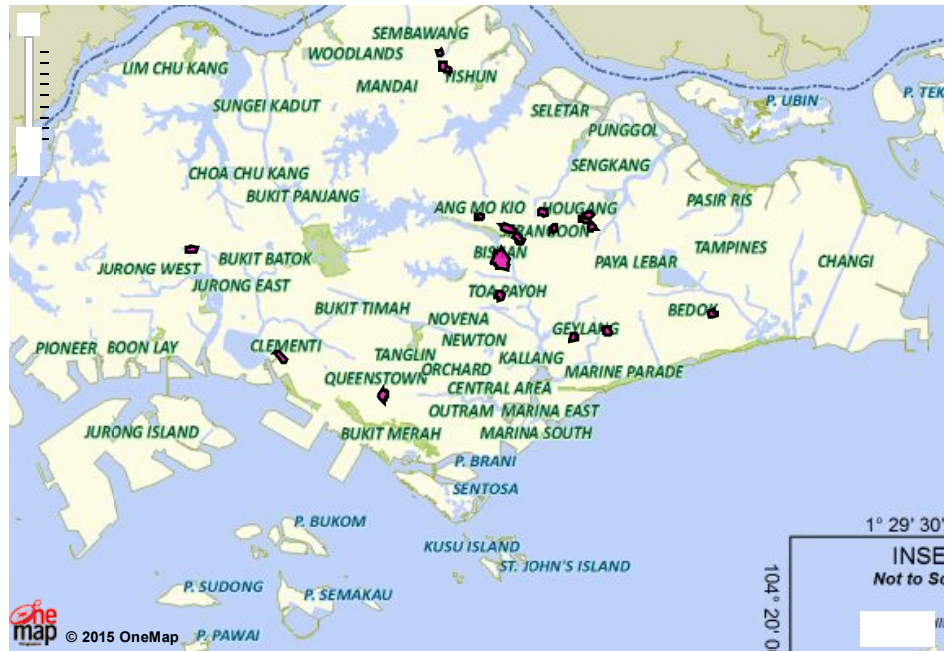 SEMBAWANG
WOODLANDS
LIM CHU KANG
MANDAI
YISHUN
SUNGEI KADUT
SELETAR
P. UBIN
P. TEK
PUNGGOL
SENGKANG
CHOA CHU KANG
BUKIT PANJANG
ANG MO KIO
HOUGANG
PASIR RIS
SERANGOON
BISHAN
TAMPINES
CHANGI
PAYA LEBAR
JURONG WEST
BUKIT BATOK
JURONG EAST
TOA PAYOH
BUKIT TIMAH
NOVENA
BEDOK
GEYLANG
NEWTON
PIONEER
BOON LAY
CLEMENTI
TANGLIN
KALLANG
ORCHARD
MARINE PARADE
QUEENSTOWN
CENTRAL AREA
OUTRAM
MARINA EAST
JURONG ISLAND
BUKIT MERAH
MARINA SOUTH
P. BRANI
SENTOSA
P. BUKOM
KUSU ISLAND
ST. JOHN'S ISLAND
P. SUDONG
P. SEMAKAU
P. PAWAI
1° 29' 30'
INSE
Not to Sc
104° 20' 0
one
map
© 2015 OneMap